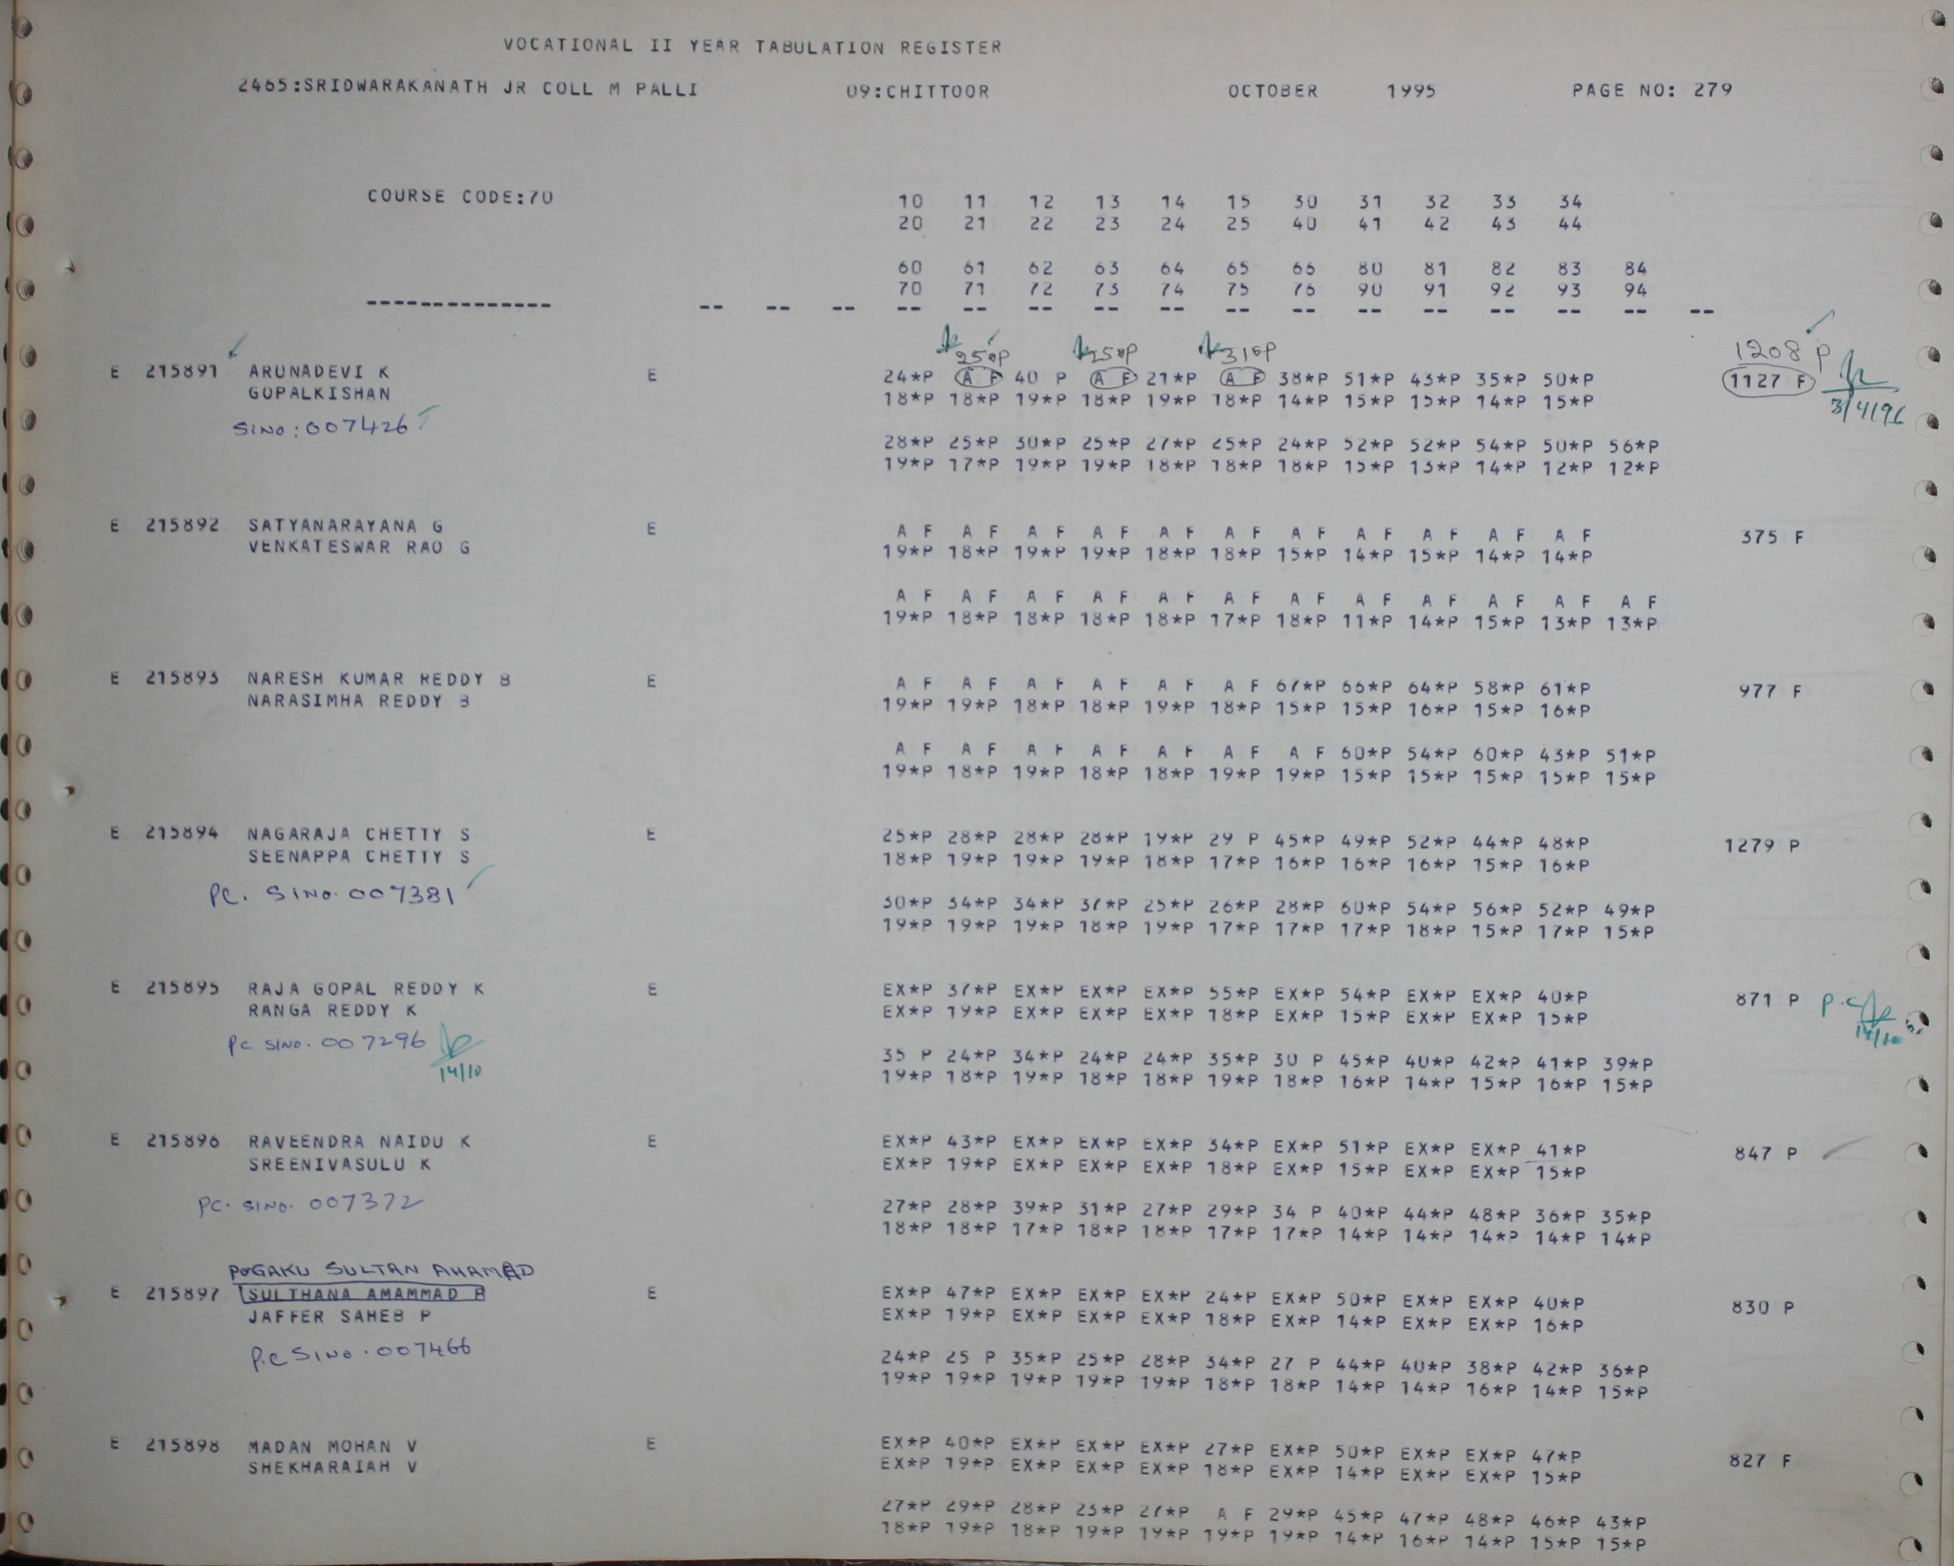 VOCATIONAL II YEAR TABULATION REGISTER
2465:SRIDWARAKANATH JR COLL M PALLI 09:CHITTOOR OCTOBER 1995 PAGE NO: 279
COURSE CODE:70 10 11 12 13 14 15 30 31 32 33 34
20 21 22 23 24 25 40 41 42 43 44
60 61 62 63 64 65 66 80 81 82 83 84
70 71 72 73 74 75 76 90 91 92 93 94
-------------- -- -- -- -- -- -- -- -- -- -- -- -- -- -- -- --
25*P 25*P 31*P 1208 P
E 215891 ARUNADEVI K E 24*P A F 40 P A F 21*P A F 38*P 51*P 43*P 35*P 50*P 1127 F
GOPALKISHAN 18*P 18*P 19*P 18*P 19*P 18*P 14*P 15*P 15*P 14*P 15*P 3/4/96
SlNo: 007426
28*P 25*P 30*P 25*P 27*P 25*P 24*P 52*P 52*P 54*P 50*P 56*P
19*P 17*P 19*P 19*P 18*P 18*P 18*P 15*P 13*P 14*P 12*P 12*P
E 215892 SATYANARAYANA G E A F A F A F A F A F A F A F A F A F A F A F 375 F
VENKATESWAR RAO G 19*P 18*P 19*P 19*P 18*P 18*P 15*P 14*P 15*P 14*P 14*P
A F A F A F A F A F A F A F A F A F A F A F A F
19*P 18*P 18*P 18*P 18*P 17*P 18*P 11*P 14*P 15*P 13*P 13*P
E 215893 NARESH KUMAR REDDY B E A F A F A F A F A F A F 67*P 66*P 64*P 58*P 61*P 977 F
NARASIMHA REDDY B 19*P 19*P 18*P 18*P 19*P 18*P 15*P 15*P 16*P 15*P 16*P
A F A F A F A F A F A F A F 60*P 54*P 60*P 43*P 51*P
19*P 18*P 19*P 18*P 18*P 19*P 19*P 15*P 15*P 15*P 15*P 15*P
E 215894 NAGARAJA CHETTY S E 25*P 28*P 28*P 28*P 19*P 29 P 45*P 49*P 52*P 44*P 48*P 1279 P
SEENAPPA CHETTY S 18*P 19*P 19*P 19*P 18*P 17*P 16*P 16*P 16*P 15*P 16*P
PC. SlNo. 007381
30*P 34*P 34*P 37*P 25*P 26*P 28*P 60*P 54*P 56*P 52*P 49*P
19*P 19*P 19*P 18*P 19*P 17*P 17*P 17*P 18*P 15*P 17*P 15*P
E 215895 RAJA GOPAL REDDY K E EX*P 37*P EX*P EX*P EX*P 55*P EX*P 54*P EX*P EX*P 40*P 871 P P.C
RANGA REDDY K EX*P 19*P EX*P EX*P EX*P 18*P EX*P 15*P EX*P EX*P 15*P 14/10
PC SlNo. 007296
14/10
35 P 24*P 34*P 24*P 24*P 35*P 30 P 45*P 40*P 42*P 41*P 39*P
19*P 18*P 19*P 18*P 18*P 19*P 18*P 16*P 14*P 15*P 16*P 15*P
E 215896 RAVEENDRA NAIDU K E EX*P 43*P EX*P EX*P EX*P 34*P EX*P 51*P EX*P EX*P 41*P 847 P
SREENIVASULU K EX*P 19*P EX*P EX*P EX*P 18*P EX*P 15*P EX*P EX*P 15*P
PC. SlNo. 007372
27*P 28*P 39*P 31*P 27*P 29*P 34 P 40*P 44*P 48*P 36*P 35*P
18*P 18*P 17*P 18*P 18*P 17*P 17*P 14*P 14*P 14*P 14*P 14*P
POGAKU SULTAN AHAMAD
E 215897 SULTHANA AMAMMAD P E EX*P 47*P EX*P EX*P EX*P 24*P EX*P 50*P EX*P EX*P 40*P 830 P
JAFFER SAHEB P EX*P 19*P EX*P EX*P EX*P 18*P EX*P 14*P EX*P EX*P 16*P
P.C SlNo. 007466
24*P 25 P 35*P 25*P 28*P 34*P 27 P 44*P 40*P 38*P 42*P 36*P
19*P 19*P 19*P 19*P 19*P 18*P 18*P 14*P 14*P 16*P 14*P 15*P
E 215898 MADAN MOHAN V E EX*P 40*P EX*P EX*P EX*P 27*P EX*P 50*P EX*P EX*P 47*P 827 F
SHEKHARAIAH V EX*P 19*P EX*P EX*P EX*P 18*P EX*P 14*P EX*P EX*P 15*P
27*P 29*P 28*P 23*P 27*P A F 29*P 45*P 47*P 48*P 46*P 43*P
18*P 19*P 18*P 19*P 19*P 19*P 19*P 14*P 16*P 14*P 15*P 15*P